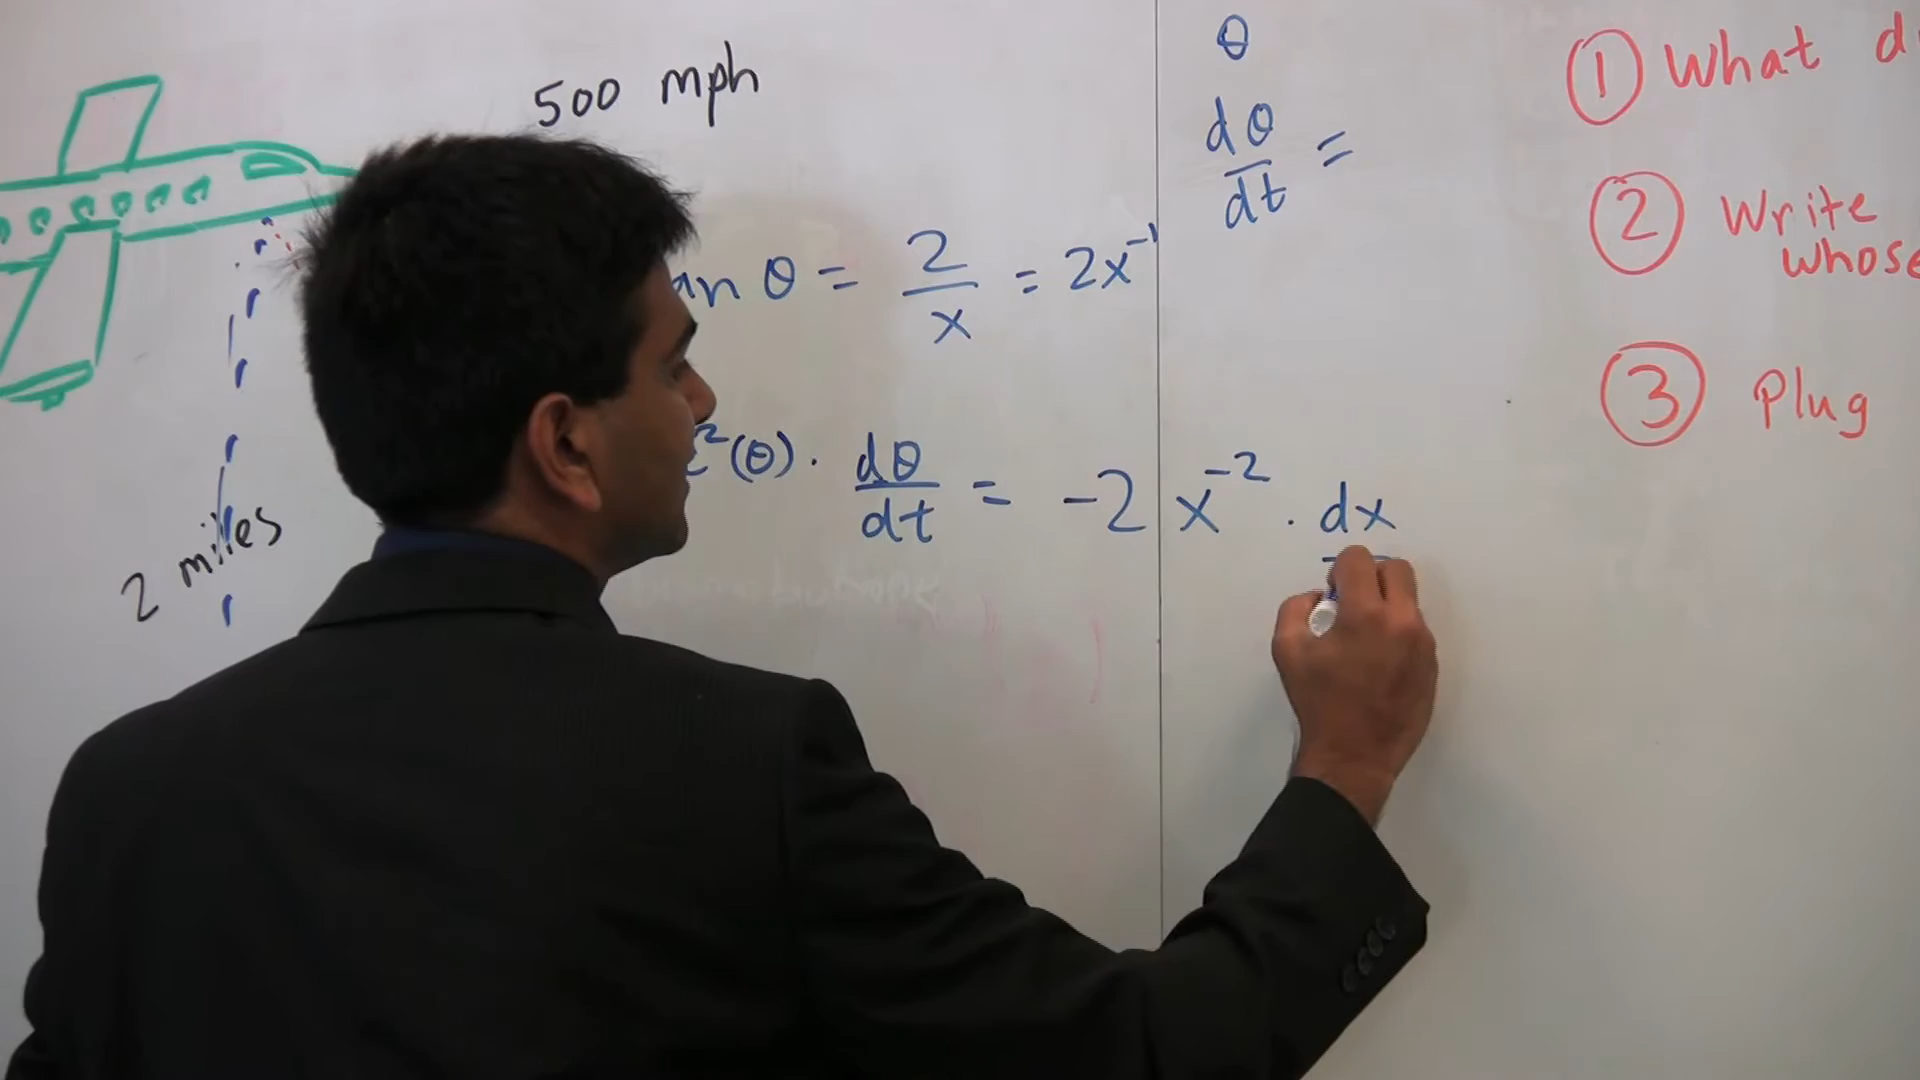 500 mph
2 miles
θ
dθ/dt =
an θ = 2/x = 2x⁻¹
²(θ) · dθ/dt = -2 x⁻² · dx
① What d
② Write
whose
③ Plug